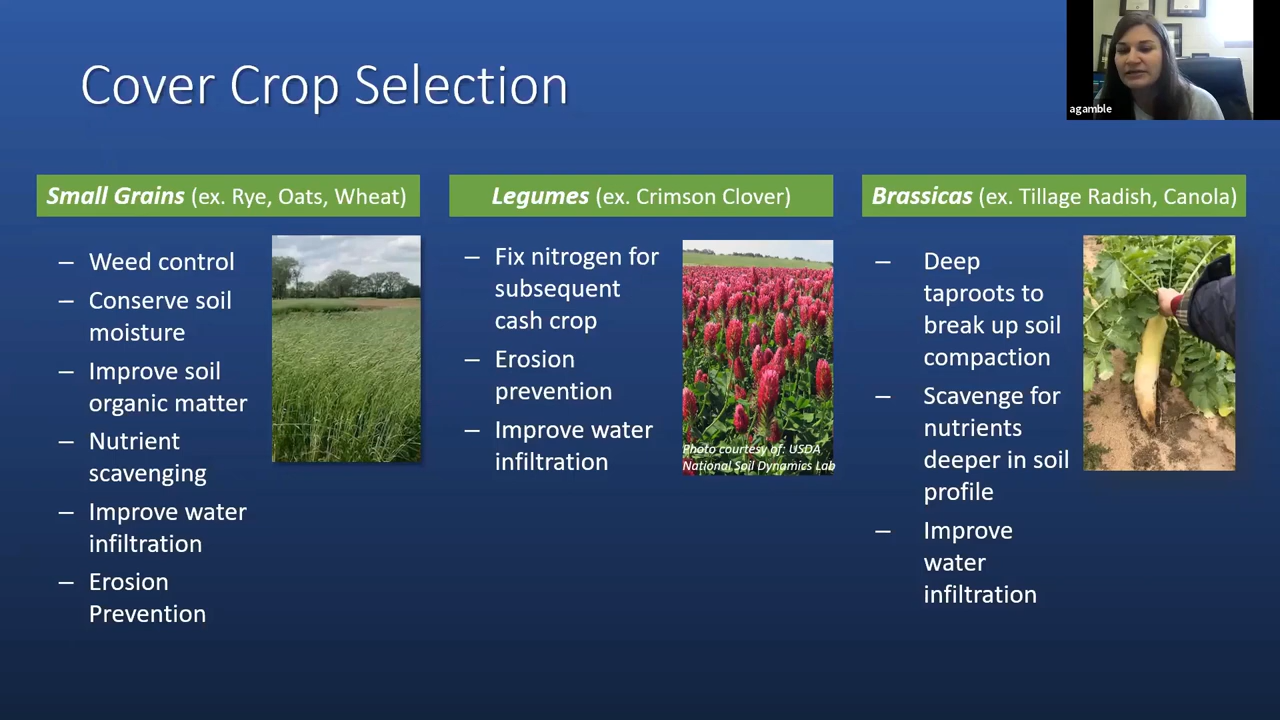 Cover Crop Selection
agamble
Small Grains (ex. Rye, Oats, Wheat)
– Weed control
– Conserve soil
moisture
– Improve soil
organic matter
– Nutrient
scavenging
– Improve water
infiltration
– Erosion
Prevention
Legumes (ex. Crimson Clover)
– Fix nitrogen for
subsequent
cash crop
– Erosion
prevention
– Improve water
infiltration
Photo courtesy of: USDA
National Soil Dynamics Lab
Brassicas (ex. Tillage Radish, Canola)
– Deep
taproots to
break up soil
compaction
– Scavenge for
nutrients
deeper in soil
profile
– Improve
water
infiltration